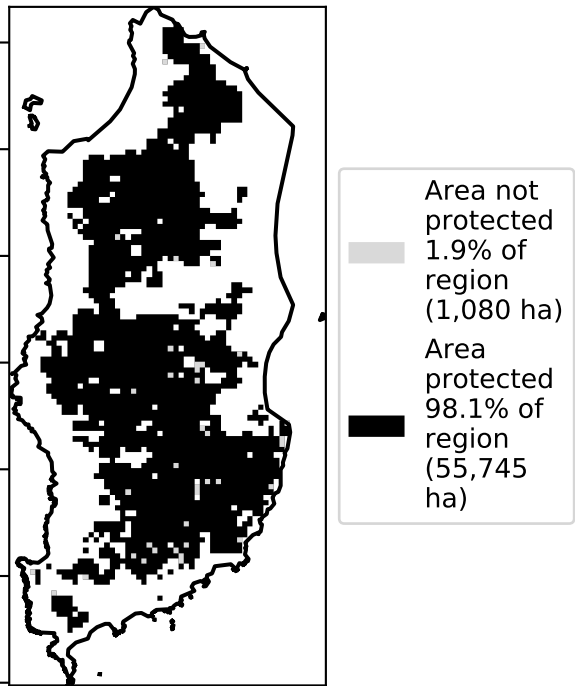 Area not
protected
1.9% of
region
(1,080 ha)
Area
protected
98.1% of
region
(55,745
ha)